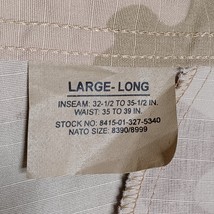 LARGE- LONG
INSEAM: 32-1/2 TO 35-1/2 IN.
WAIST: 35 TO 39 IN.
STOCK NO: 8415-01-327-5340
NATO SIZE: 8390/8999